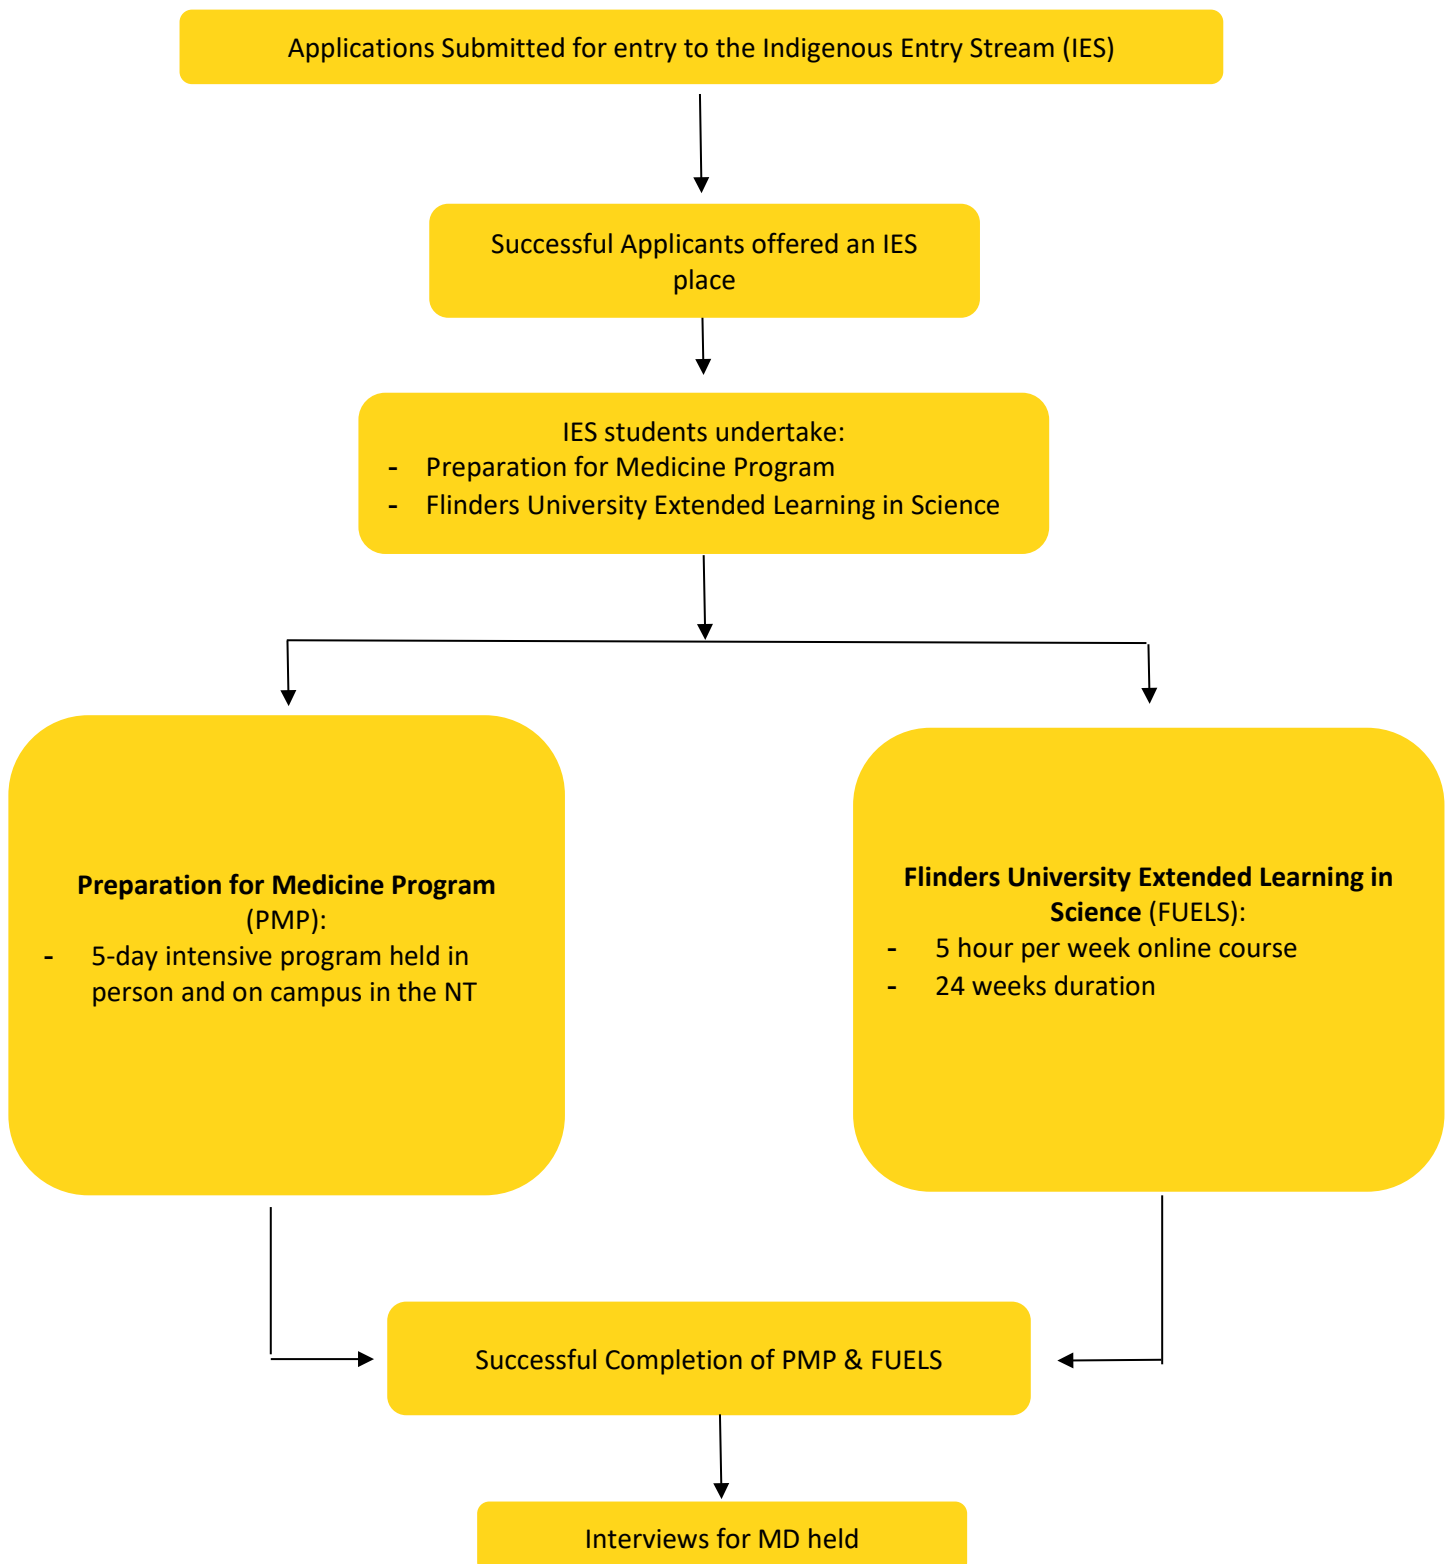 Applications Submitted for entry to the Indigenous Entry Stream (IES)
Successful Applicants offered an IES
place
IES students undertake:
- Preparation for Medicine Program
- Flinders University Extended Learning in Science
Preparation for Medicine Program
(PMP):
- 5-day intensive program held in
person and on campus in the NT
Flinders University Extended Learning in
Science (FUELS):
- 5 hour per week online course
- 24 weeks duration
Successful Completion of PMP & FUELS
Interviews for MD held